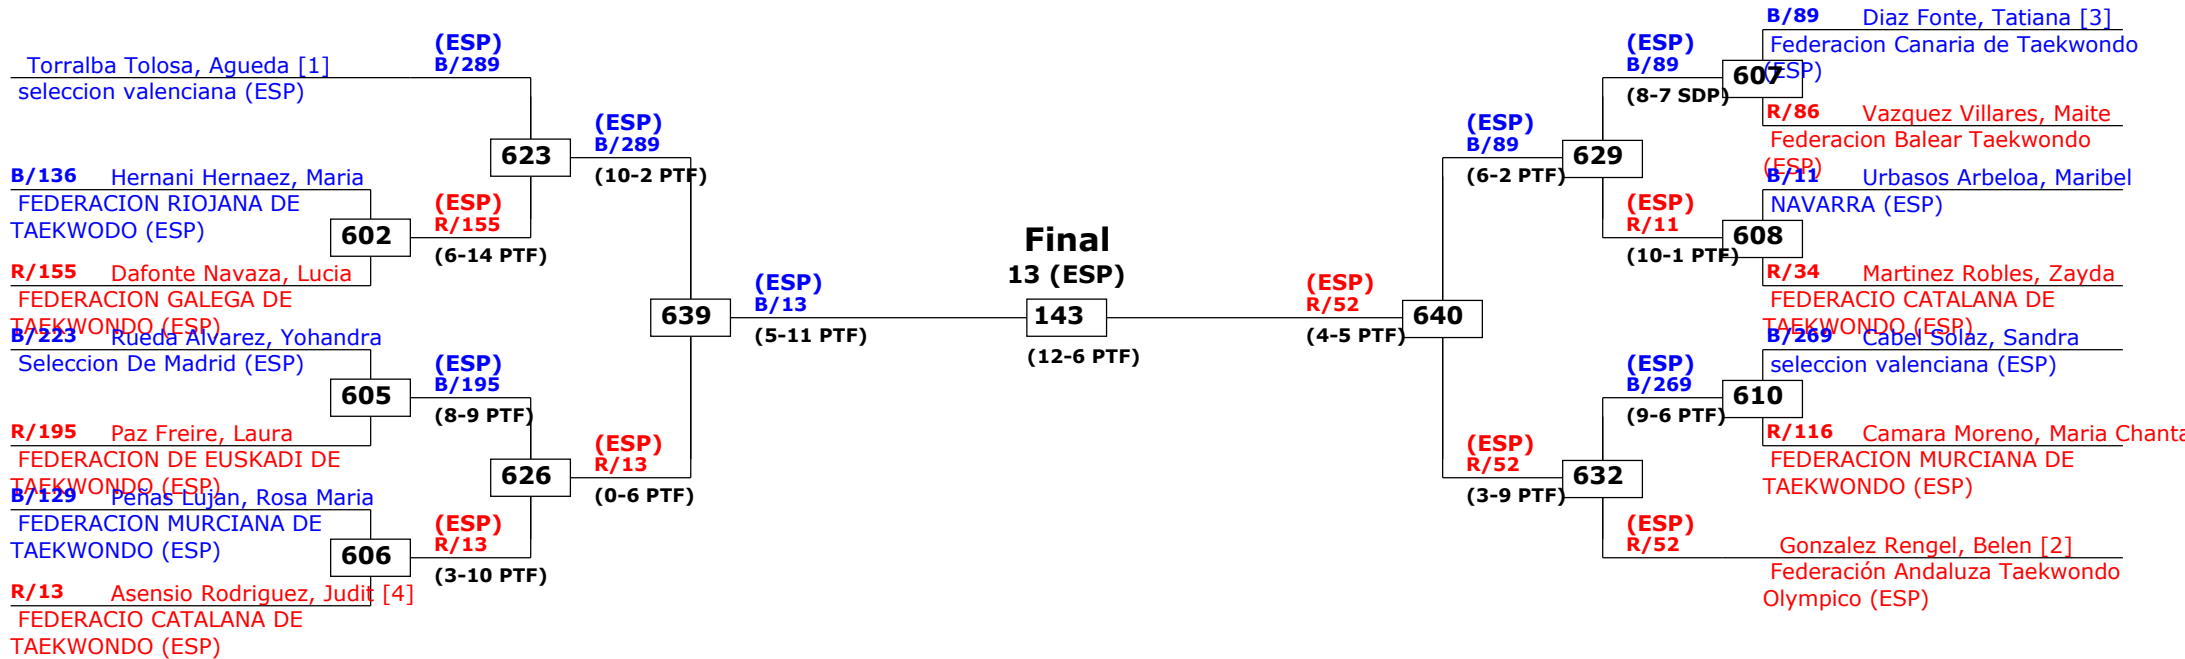 Torralba Tolosa, Agueda [1]
seleccion valenciana (ESP)
B/136 Hernani Hernaez, Maria
FEDERACION RIOJANA DE
TAEKWODO (ESP)
R/155 Dafonte Navaza, Lucia
FEDERACION GALEGA DE
TAEKWONDO (ESP)
B/223 Rueda Alvarez, Yohandra
Seleccion De Madrid (ESP)
R/195 Paz Freire, Laura
FEDERACION DE EUSKADI DE
TAEKWONDO (ESP)
B/129 Peñas Lujan, Rosa Maria
FEDERACION MURCIANA DE
TAEKWONDO (ESP)
R/13 Asensio Rodriguez, Judit [4]
FEDERACIO CATALANA DE
TAEKWONDO (ESP)
602
605
606
(ESP)
B/289
(ESP)
R/155
(6-14 PTF)
(ESP)
B/195
(8-9 PTF)
(ESP)
R/13
(3-10 PTF)
623
626
(ESP)
B/289
(10-2 PTF)
(ESP)
R/13
(0-6 PTF)
639
(ESP)
B/13
(5-11 PTF)
Final
13 (ESP)
143
(12-6 PTF)
(ESP)
R/52
(4-5 PTF)
640
(ESP)
B/89
(6-2 PTF)
(ESP)
R/52
(3-9 PTF)
629
632
(ESP)
B/89
(8-7 SDP)
(ESP)
R/11
(10-1 PTF)
(ESP)
B/269
(9-6 PTF)
(ESP)
R/52
607
608
610
B/89 Diaz Fonte, Tatiana [3]
Federacion Canaria de Taekwondo
(ESP)
R/86 Vazquez Villares, Maite
Federacion Balear Taekwondo
(ESP)
B/11 Urbasos Arbeloa, Maribel
NAVARRA (ESP)
R/34 Martinez Robles, Zayda
FEDERACIO CATALANA DE
TAEKWONDO (ESP)
B/269 Cabel Solaz, Sandra
seleccion valenciana (ESP)
R/116 Camara Moreno, Maria Chanta
FEDERACION MURCIANA DE
TAEKWONDO (ESP)
Gonzalez Rengel, Belen [2]
Federación Andaluza Taekwondo
Olympico (ESP)